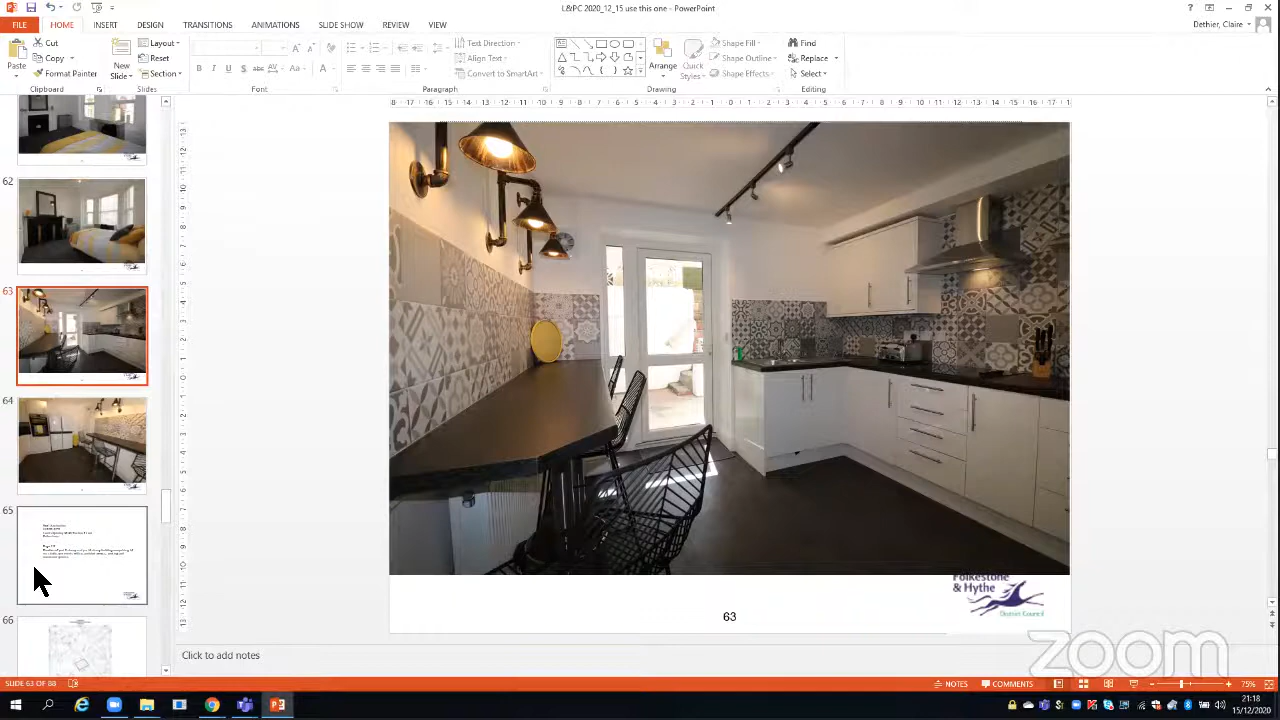 L&PC 2020_12_15 use this one - PowerPoint
FILE HOME INSERT DESIGN TRANSITIONS ANIMATIONS SLIDE SHOW REVIEW VIEW
Dethier, Claire
Paste
Cut
Copy
Format Painter
Clipboard
New
Slide
Layout
Reset
Section
Slides
Font
Text Direction
Align Text
Convert to SmartArt
Paragraph
Arrange
Quick
Styles
Shape Fill
Shape Outline
Shape Effects
Drawing
Find
Replace
Select
Editing
62
63
64
65
66
Folkestone
& Hythe
District Council
63
zoom
Click to add notes
SLIDE 63 OF 88
NOTES
COMMENTS
75%
21:18
15/12/2020